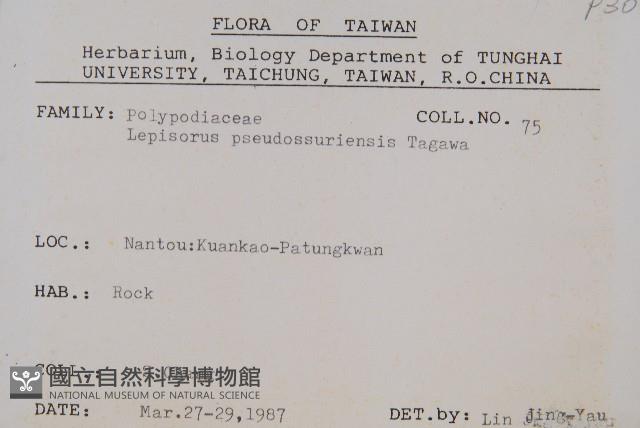 P30
FLORA OF TAIWAN
Herbarium, Biology Department of TUNGHAI
UNIVERSITY, TAICHUNG, TAIWAN, R.O.CHINA
FAMILY: Polypodiaceae COLL.NO. 75
Lepisorus pseudossuriensis Tagawa
LOC.: Nantou:Kuankao-Patungkwan
HAB.: Rock
COLL.:
國立自然科學博物館
NATIONAL MUSEUM OF NATURAL SCIENCE
DATE: Mar.27-29,1987 DET.by: Lin Jing-Yau